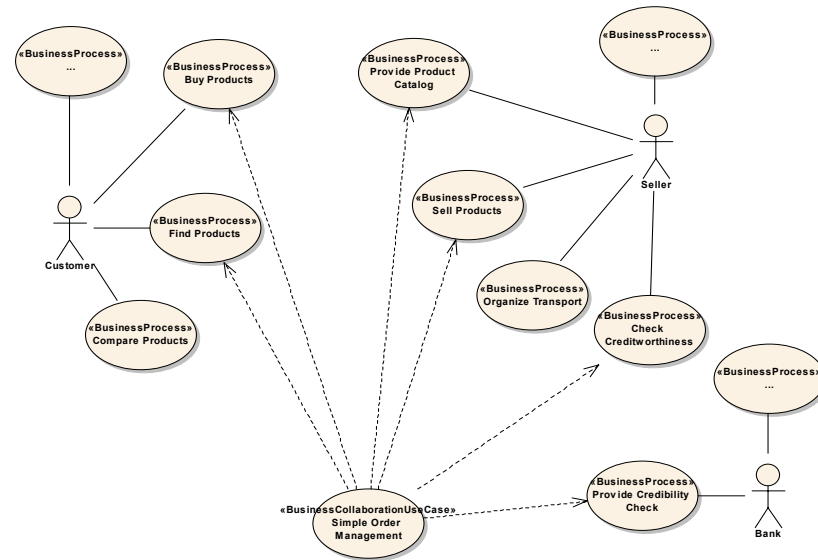 «BusinessProcess»
...
«BusinessProcess»
Buy Products
«BusinessProcess»
Provide Product
Catalog
«BusinessProcess»
...
Seller
«BusinessProcess»
Sell Products
«BusinessProcess»
Find Products
Customer
«BusinessProcess»
Organize Transport
«BusinessProcess»
Compare Products
«BusinessProcess»
Check
Creditworthiness
«BusinessProcess»
...
«BusinessCollaborationUseCase»
Simple Order
Management
«BusinessProcess»
Provide Credibility
Check
Bank